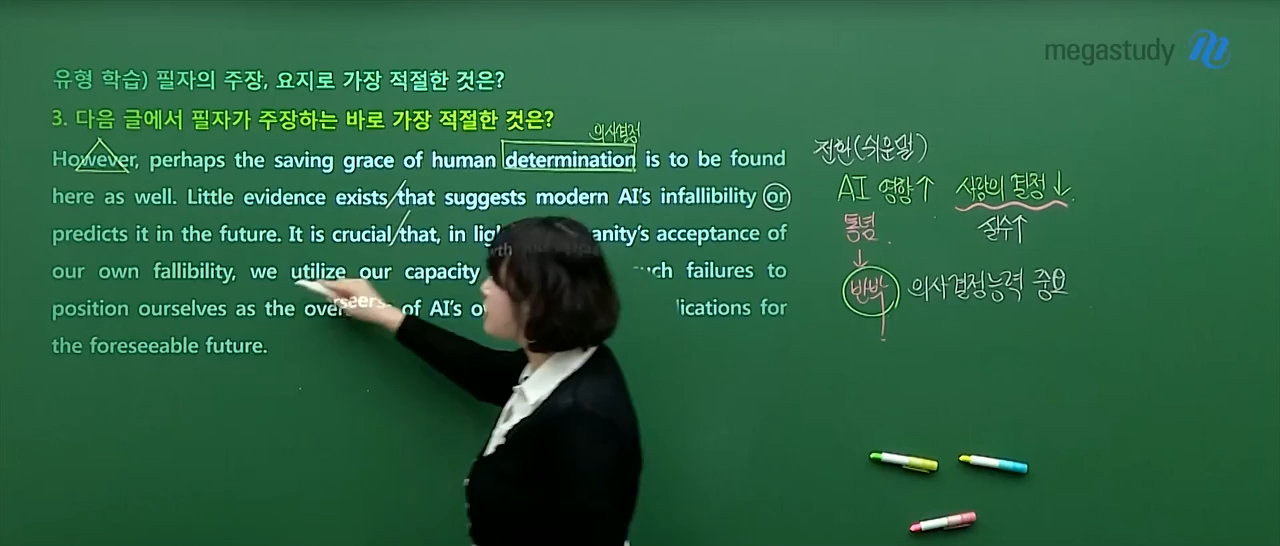 megastudy
유형 학습) 필자의 주장, 요지로 가장 적절한 것은?
3. 다음 글에서 필자가 주장하는 바로 가장 적절한 것은?
의사결정
However, perhaps the saving grace of human determination is to be found
here as well. Little evidence exists that suggests modern AI's infallibility or
predicts it in the future. It is crucial that, in anity's acceptance of
our own fallibility, we utilize our capacity uch failures to
position ourselves as the overseers of AI's lications for
the foreseeable future.
전환(쉬운말)
AI 영향↑ 사람의 결정↓
통념 실수↑
↓
반박 의사결정능력 중요